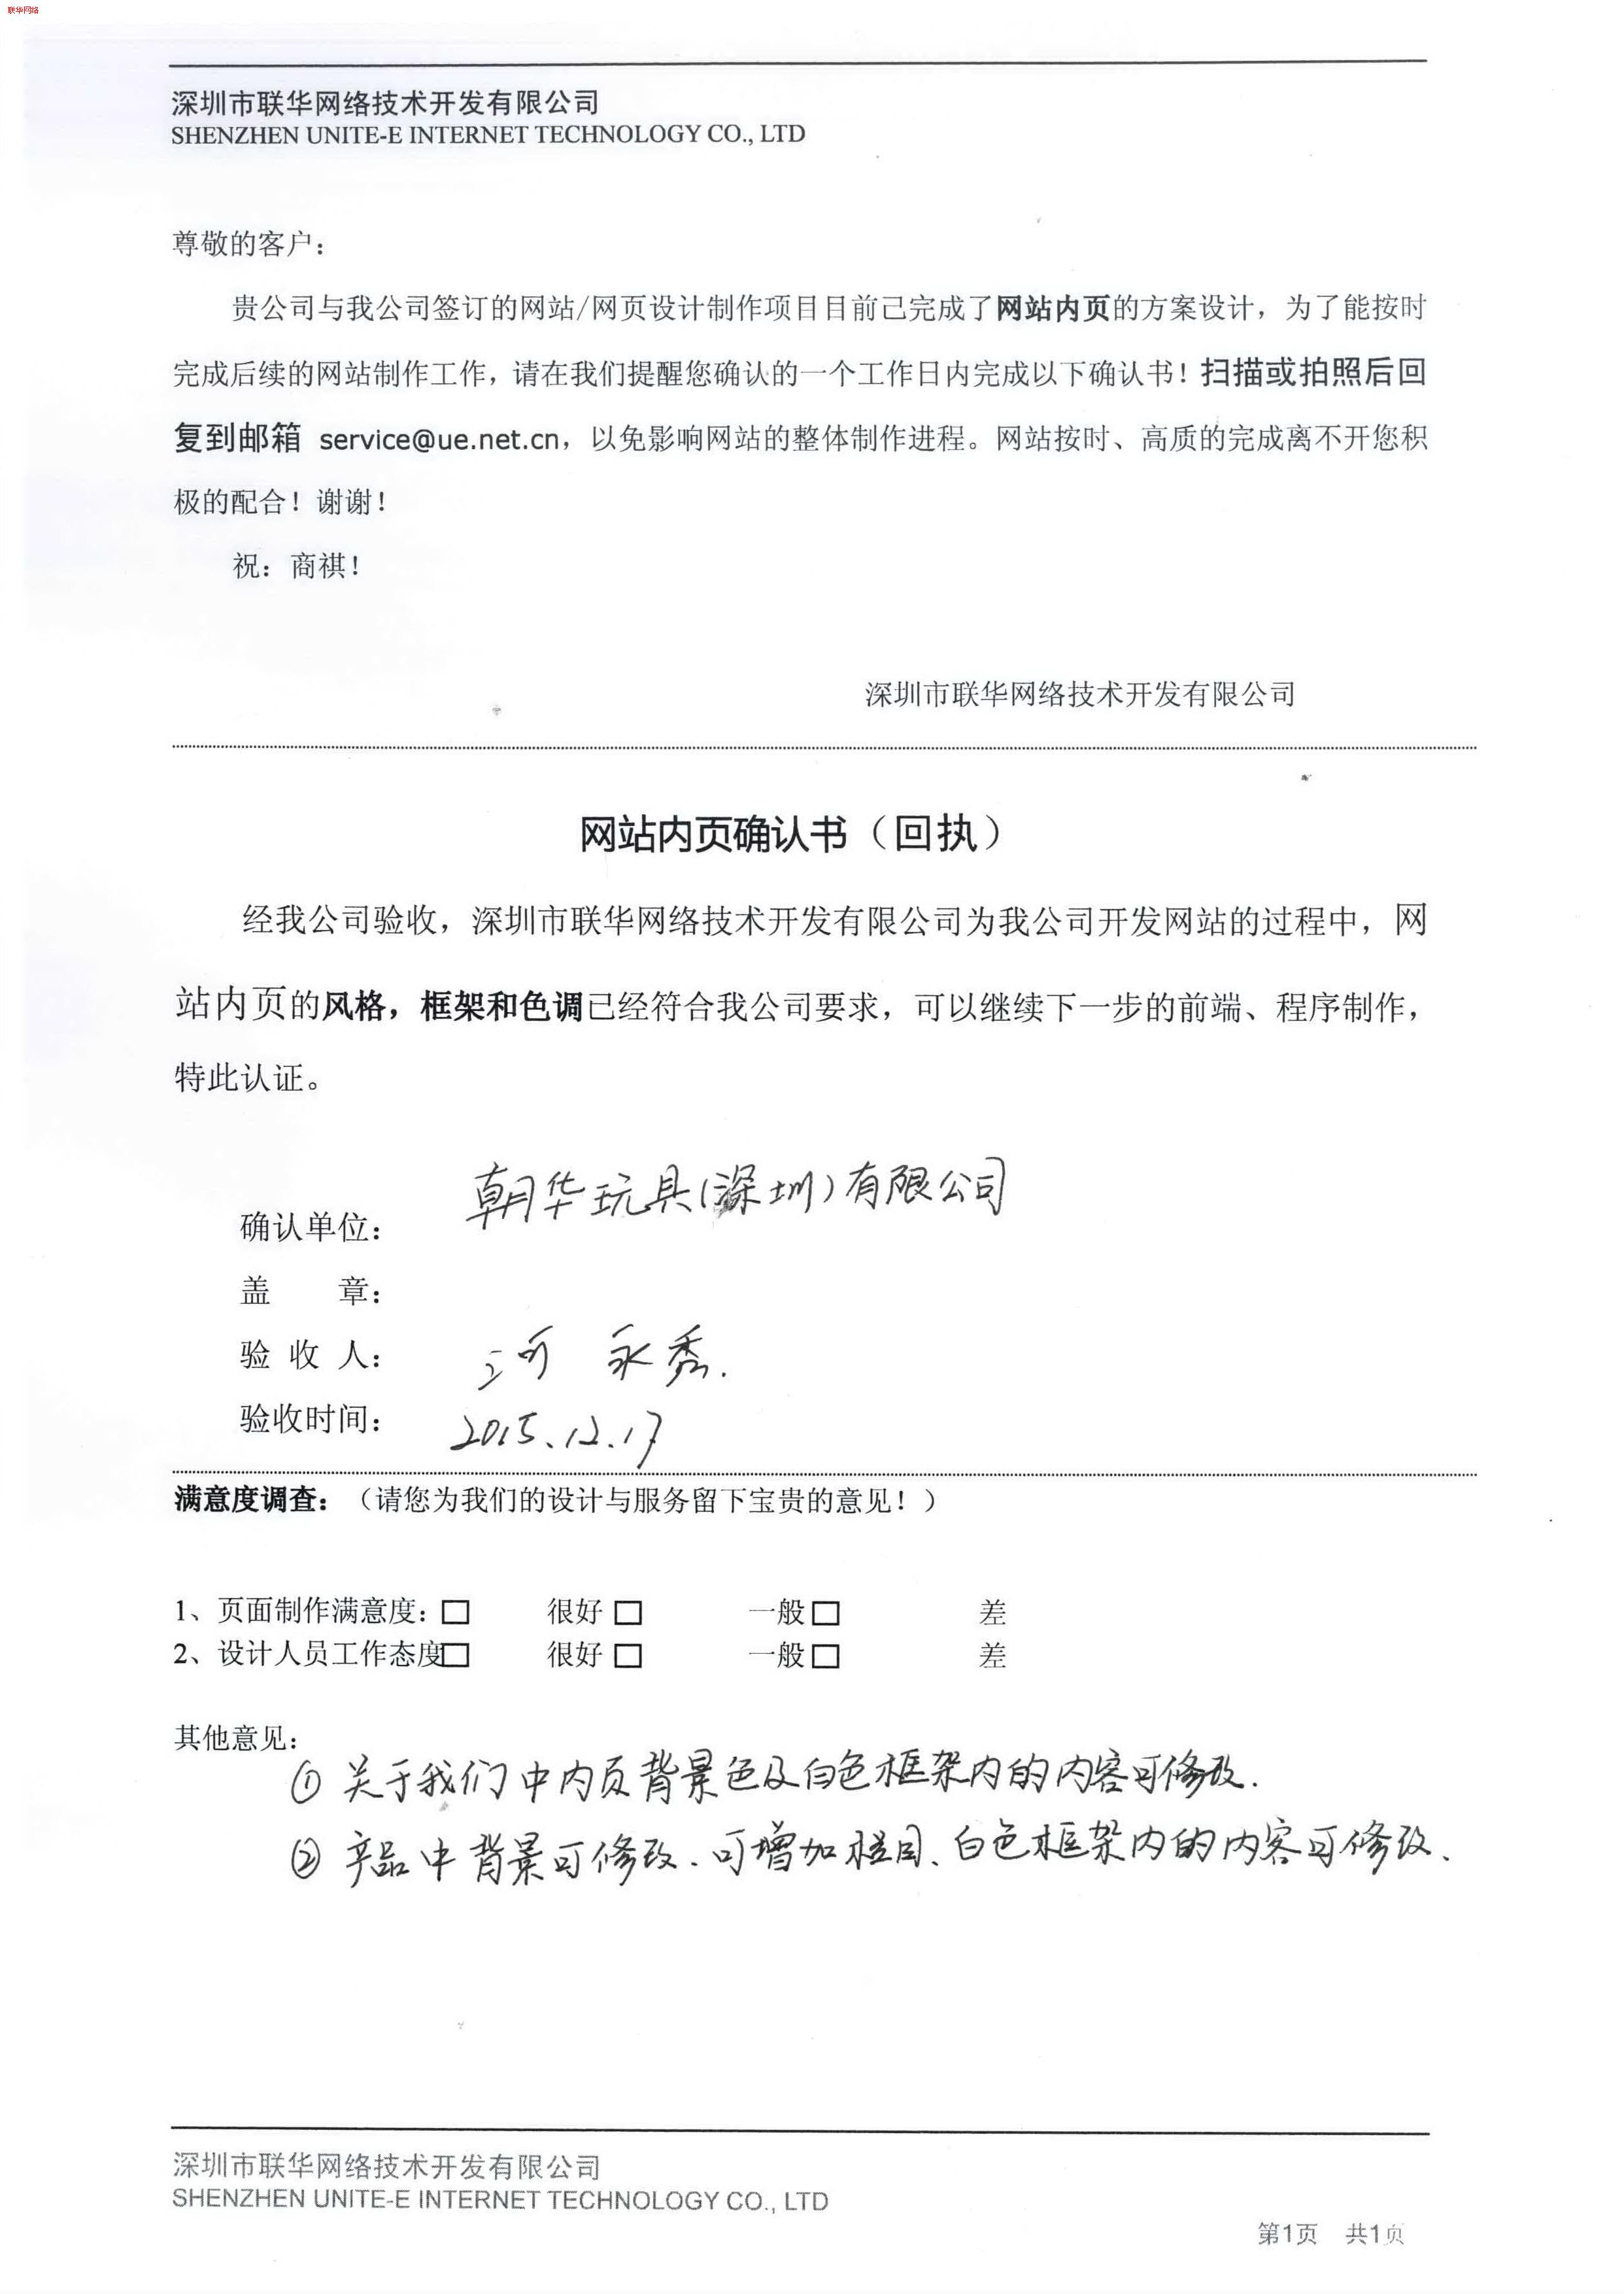 联华网络
深圳市联华网络技术开发有限公司
SHENZHEN UNITE-E INTERNET TECHNOLOGY CO., LTD
尊敬的客户：
贵公司与我公司签订的网站/网页设计制作项目目前已完成了网站内页的方案设计，为了能按时
完成后续的网站制作工作，请在我们提醒您确认的一个工作日内完成以下确认书！扫描或拍照后回
复到邮箱 service@ue.net.cn，以免影响网站的整体制作进程。网站按时、高质的完成离不开您积
极的配合！谢谢！
祝：商祺！
深圳市联华网络技术开发有限公司
网站内页确认书（回执）
经我公司验收，深圳市联华网络技术开发有限公司为我公司开发网站的过程中，网
站内页的风格，框架和色调已经符合我公司要求，可以继续下一步的前端、程序制作，
特此认证。
确认单位： 朝华玩具(深圳)有限公司
盖 章：
验 收 人： 永秀.
验收时间： 2015.12.17
满意度调查：（请您为我们的设计与服务留下宝贵的意见！）
1、页面制作满意度：□ 很好 □ 一般 □ 差
2、设计人员工作态度□ 很好 □ 一般 □ 差
其他意见：
① 关于我们中内页背景色及白色框架内的内容可修改.
② 产品中背景可修改.可增加栏目、白色框架内的内容可修改、
深圳市联华网络技术开发有限公司
SHENZHEN UNITE-E INTERNET TECHNOLOGY CO., LTD
第1页 共1页